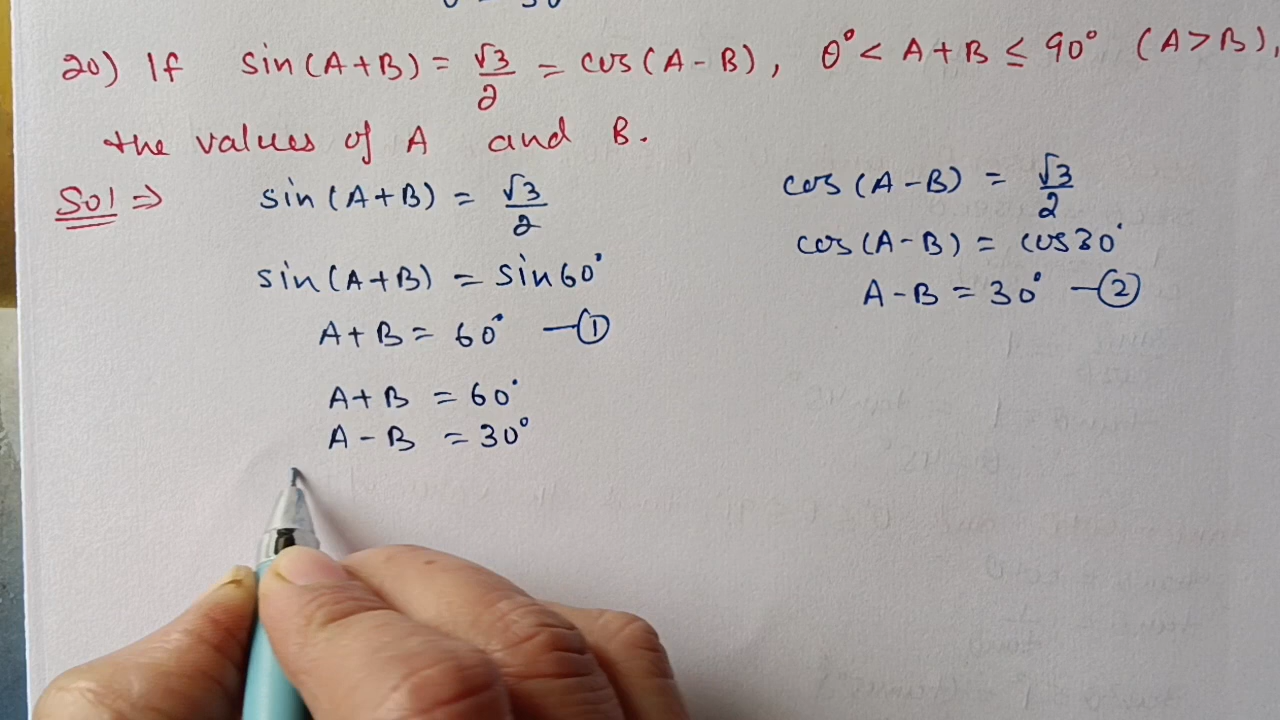 20) If sin(A+B) = √3/2 = cos(A-B), 0° < A+B ≤ 90° (A>B),
the values of A and B.
Sol ⇒ sin(A+B) = √3/2
sin(A+B) = sin60°
A+B = 60° —①
A+B = 60°
A-B = 30°
cos(A-B) = √3/2
cos(A-B) = cos30°
A-B = 30° —②